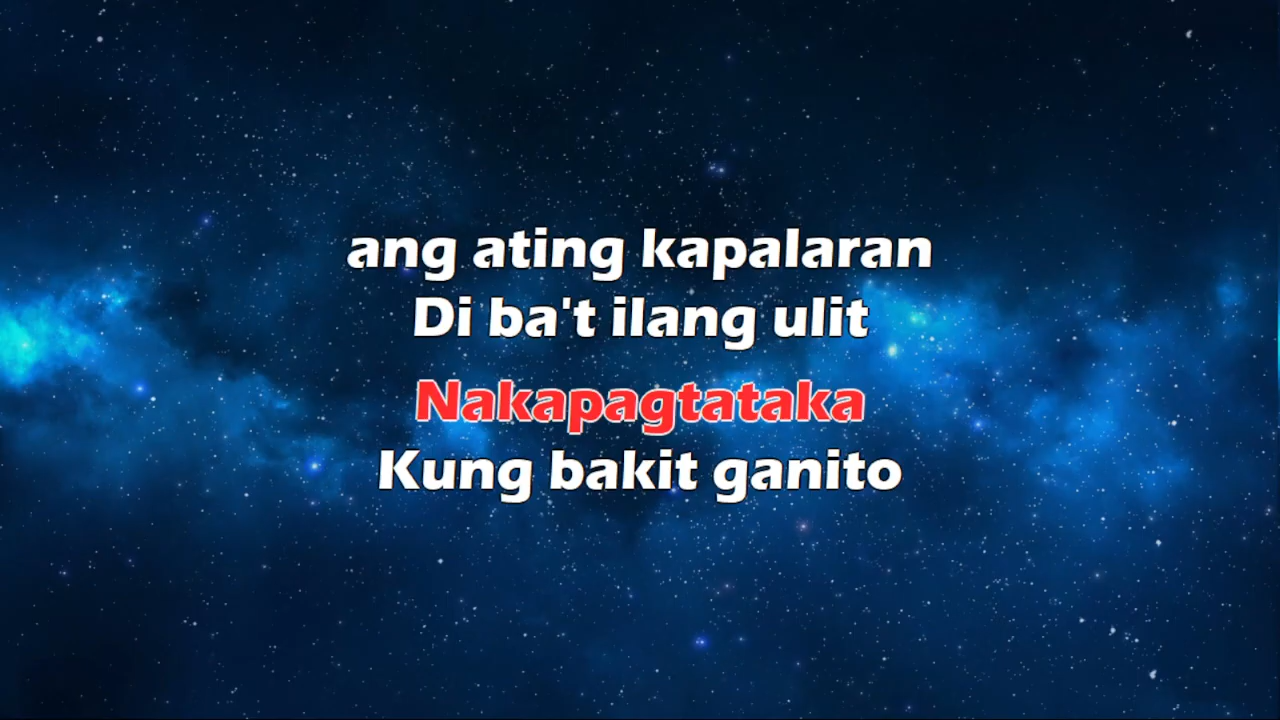 ang ating kapalaran
Di ba't ilang ulit
Nakapagtataka
Kung bakit ganito